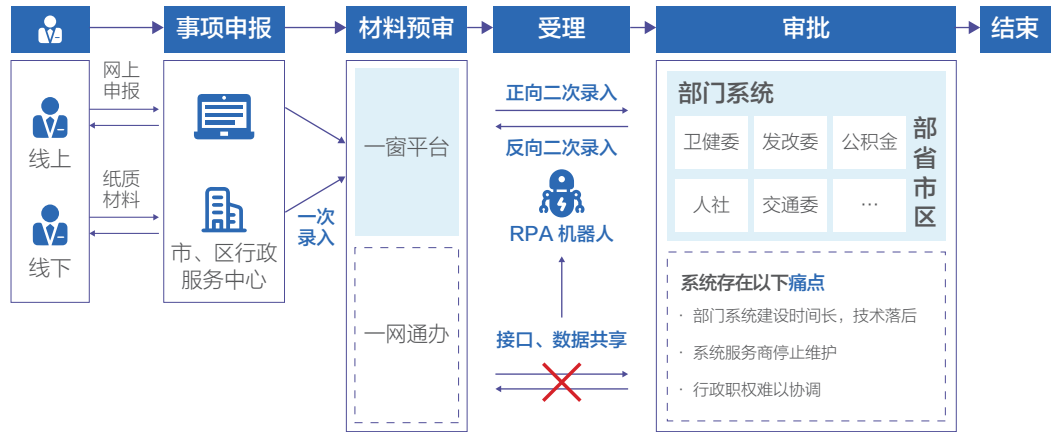 事项申报
材料预审
受理
审批
结束
网上
申报
线上
纸质
材料
线下
市、区行政
服务中心
一次
录入
一窗平台
一网通办
正向二次录入
反向二次录入
RPA 机器人
接口、数据共享
部门系统
卫健委
发改委
公积金
人社
交通委
…
部
省
市
区
系统存在以下痛点
· 部门系统建设时间长，技术落后
· 系统服务商停止维护
· 行政职权难以协调